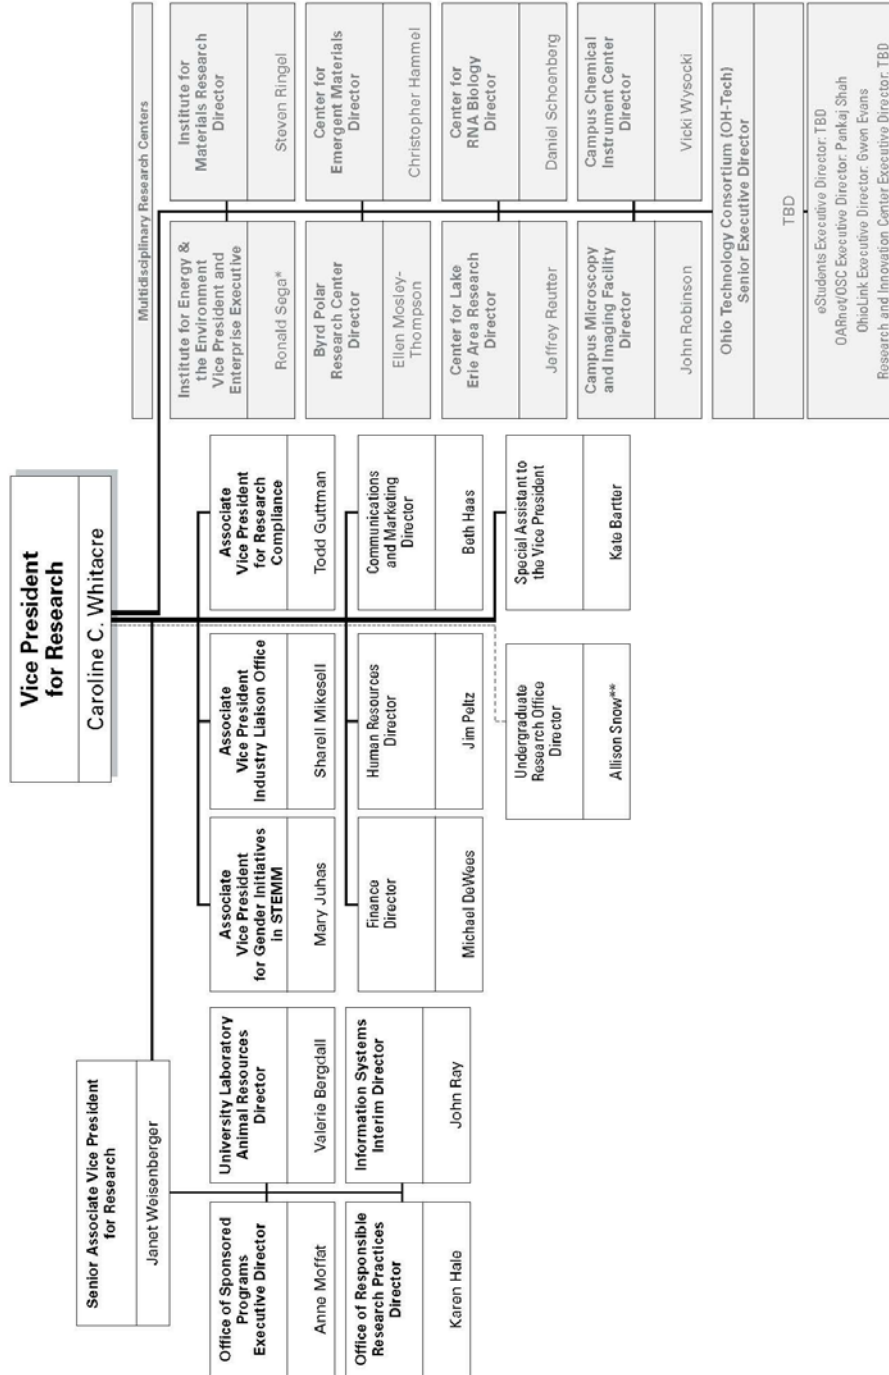 Vice President
for Research
Caroline C. Whitacre
Senior Associate Vice President
for Research
Janet Weisenberger
Office of Sponsored
Programs
Executive Director
Anne Moffat
University Laboratory
Animal Resources
Director
Valerie Bergdall
Office of Responsible
Research Practices
Director
Karen Hale
Information Systems
Interim Director
John Ray
Associate
Vice President
for Gender Initiatives
in STEMM
Mary Juhas
Associate
Vice President
Industry Liaison Office
Sharell Mikesell
Associate
Vice President
for Research
Compliance
Todd Guttman
Finance
Director
Michael DeWees
Human Resources
Director
Jim Peltz
Communications
and Marketing
Director
Beth Haas
Undergraduate
Research Office
Director
Allison Snow**
Special Assistant to
the Vice President
Kate Bartter
Multidisciplinary Research Centers
Institute for Energy &
the Environment
Vice President and
Enterprise Executive
Ronald Sega*
Institute for
Materials Research
Director
Steven Ringel
Byrd Polar
Research Center
Director
Ellen Mosley-
Thompson
Center for
Emergent Materials
Director
Christopher Hammel
Center for Lake
Erie Area Research
Director
Jeffrey Reutter
Center for
RNA Biology
Director
Daniel Schoenberg
Campus Microscopy
and Imaging Facility
Director
John Robinson
Campus Chemical
Instrument Center
Director
Vicki Wysocki
Ohio Technology Consortium (OH-Tech)
Senior Executive Director
TBD
eStudents Executive Director: TBD
OARnet/OSC Executive Director: Pankaj Shah
OhioLink Executive Director: Gwen Evans
Research and Innovation Center Executive Director: TBD